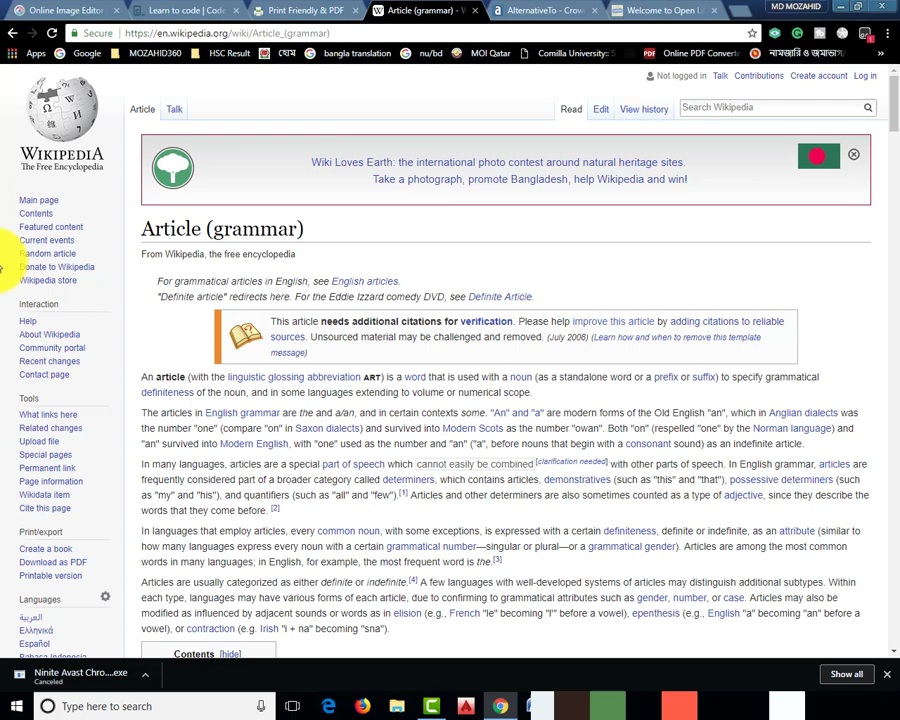 Online Image Editor
Learn to code | Codec
Print Friendly & PDF
Article (grammar) - W
AlternativeTo - Crow
Welcome to Open Li
MD MOZAHID
Secure
https://en.wikipedia.org/wiki/Article_(grammar)
Apps
Google
MOZAHID360
HSC Result
হোম
bangla translation
nu/bd
MOI Qatar
Comilla University::
Online PDF Convert
Not logged in Talk Contributions Create account Log in
Article Talk
Read Edit View history
Search Wikipedia
WIKIPEDIA
The Free Encyclopedia
Wiki Loves Earth: the international photo contest around natural heritage sites.
Take a photograph, promote Bangladesh, help Wikipedia and win!
Main page
Contents
Featured content
Current events
Random article
Donate to Wikipedia
Wikipedia store
Interaction
Help
About Wikipedia
Community portal
Recent changes
Contact page
Tools
What links here
Related changes
Upload file
Special pages
Permanent link
Page information
Wikidata item
Cite this page
Print/export
Create a book
Download as PDF
Printable version
Languages
العربية
Ελληνικά
Español
Bahasa Indonesia
Article (grammar)
From Wikipedia, the free encyclopedia
For grammatical articles in English, see English articles.
"Definite article" redirects here. For the Eddie Izzard comedy DVD, see Definite Article.
This article needs additional citations for verification. Please help improve this article by adding citations to reliable
sources. Unsourced material may be challenged and removed. (July 2008) (Learn how and when to remove this template
message)
An article (with the linguistic glossing abbreviation ART) is a word that is used with a noun (as a standalone word or a prefix or suffix) to specify grammatical
definiteness of the noun, and in some languages extending to volume or numerical scope.
The articles in English grammar are the and a/an, and in certain contexts some. "An" and "a" are modern forms of the Old English "an", which in Anglian dialects was
the number "one" (compare "on" in Saxon dialects) and survived into Modern Scots as the number "owan". Both "on" (respelled "one" by the Norman language) and
"an" survived into Modern English, with "one" used as the number and "an" ("a", before nouns that begin with a consonant sound) as an indefinite article.
In many languages, articles are a special part of speech which cannot easily be combined[clarification needed] with other parts of speech. In English grammar, articles are
frequently considered part of a broader category called determiners, which contains articles, demonstratives (such as "this" and "that"), possessive determiners (such
as "my" and "his"), and quantifiers (such as "all" and "few").[1] Articles and other determiners are also sometimes counted as a type of adjective, since they describe the
words that they come before. [2]
In languages that employ articles, every common noun, with some exceptions, is expressed with a certain definiteness, definite or indefinite, as an attribute (similar to
how many languages express every noun with a certain grammatical number—singular or plural—or a grammatical gender). Articles are among the most common
words in many languages; in English, for example, the most frequent word is the.[3]
Articles are usually categorized as either definite or indefinite.[4] A few languages with well-developed systems of articles may distinguish additional subtypes. Within
each type, languages may have various forms of each article, due to conforming to grammatical attributes such as gender, number, or case. Articles may also be
modified as influenced by adjacent sounds or words as in elision (e.g., French "le" becoming "l'" before a vowel), epenthesis (e.g., English "a" becoming "an" before a
vowel), or contraction (e.g. Irish "i + na" becoming "sna").
Contents [hide]
Ninite Avast Chro....exe
Canceled
Show all
Type here to search